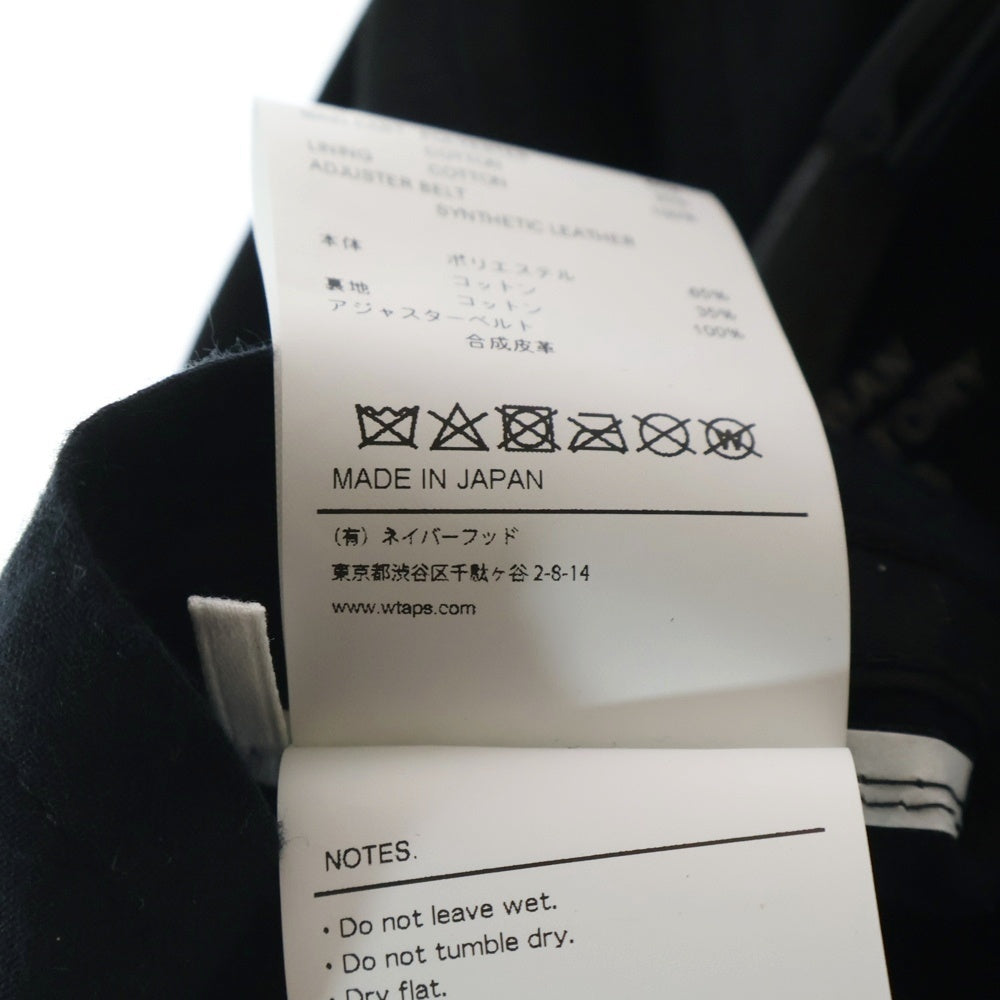 COTTON
LINING COTTON 100%
ADJUSTER BELT
SYNTHETIC LEATHER
本体 ポリエステル 65%
コットン 35%
裏地 コットン 100%
アジャスターベルト
合成皮革
MADE IN JAPAN
(有) ネイバーフッド
東京都渋谷区千駄ヶ谷 2-8-14
www.wtaps.com
NOTES.
・Do not leave wet.
・Do not tumble dry.
・Dry flat.